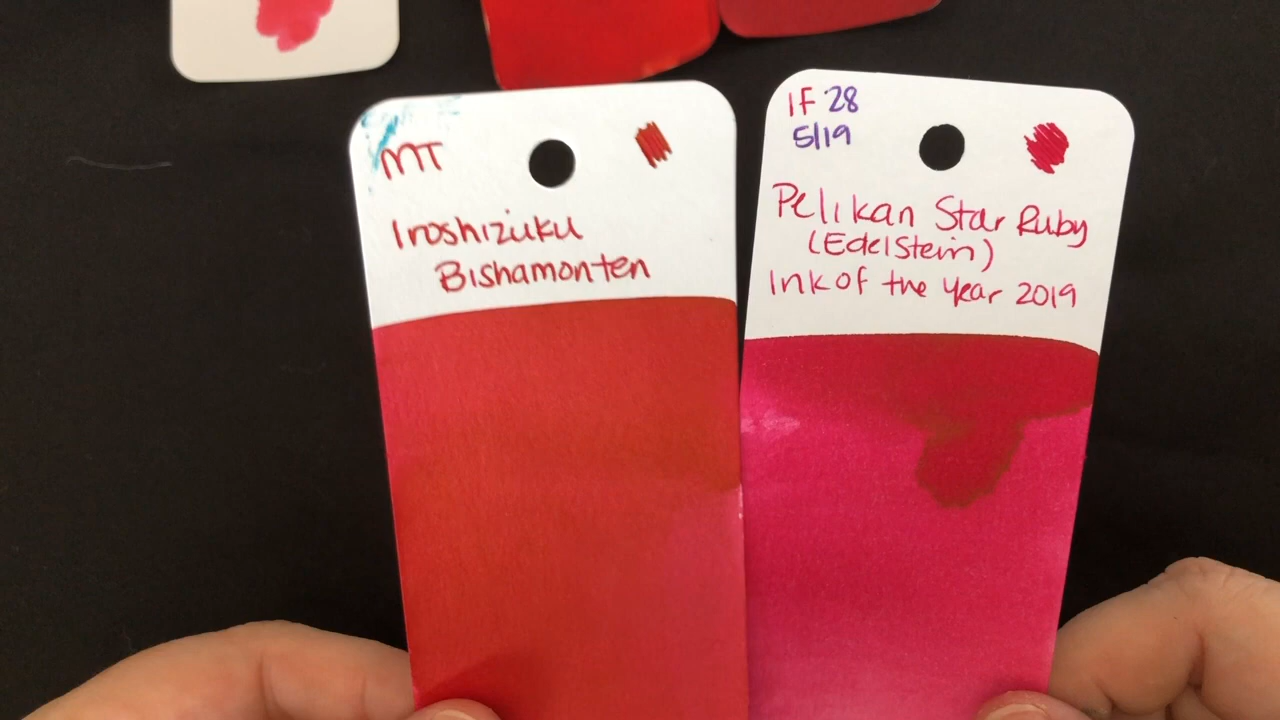 MT
Iroshizuku
Bishamonten
IF 28
5/19
Pelikan Star Ruby
(Edelstein)
Ink of the Year 2019